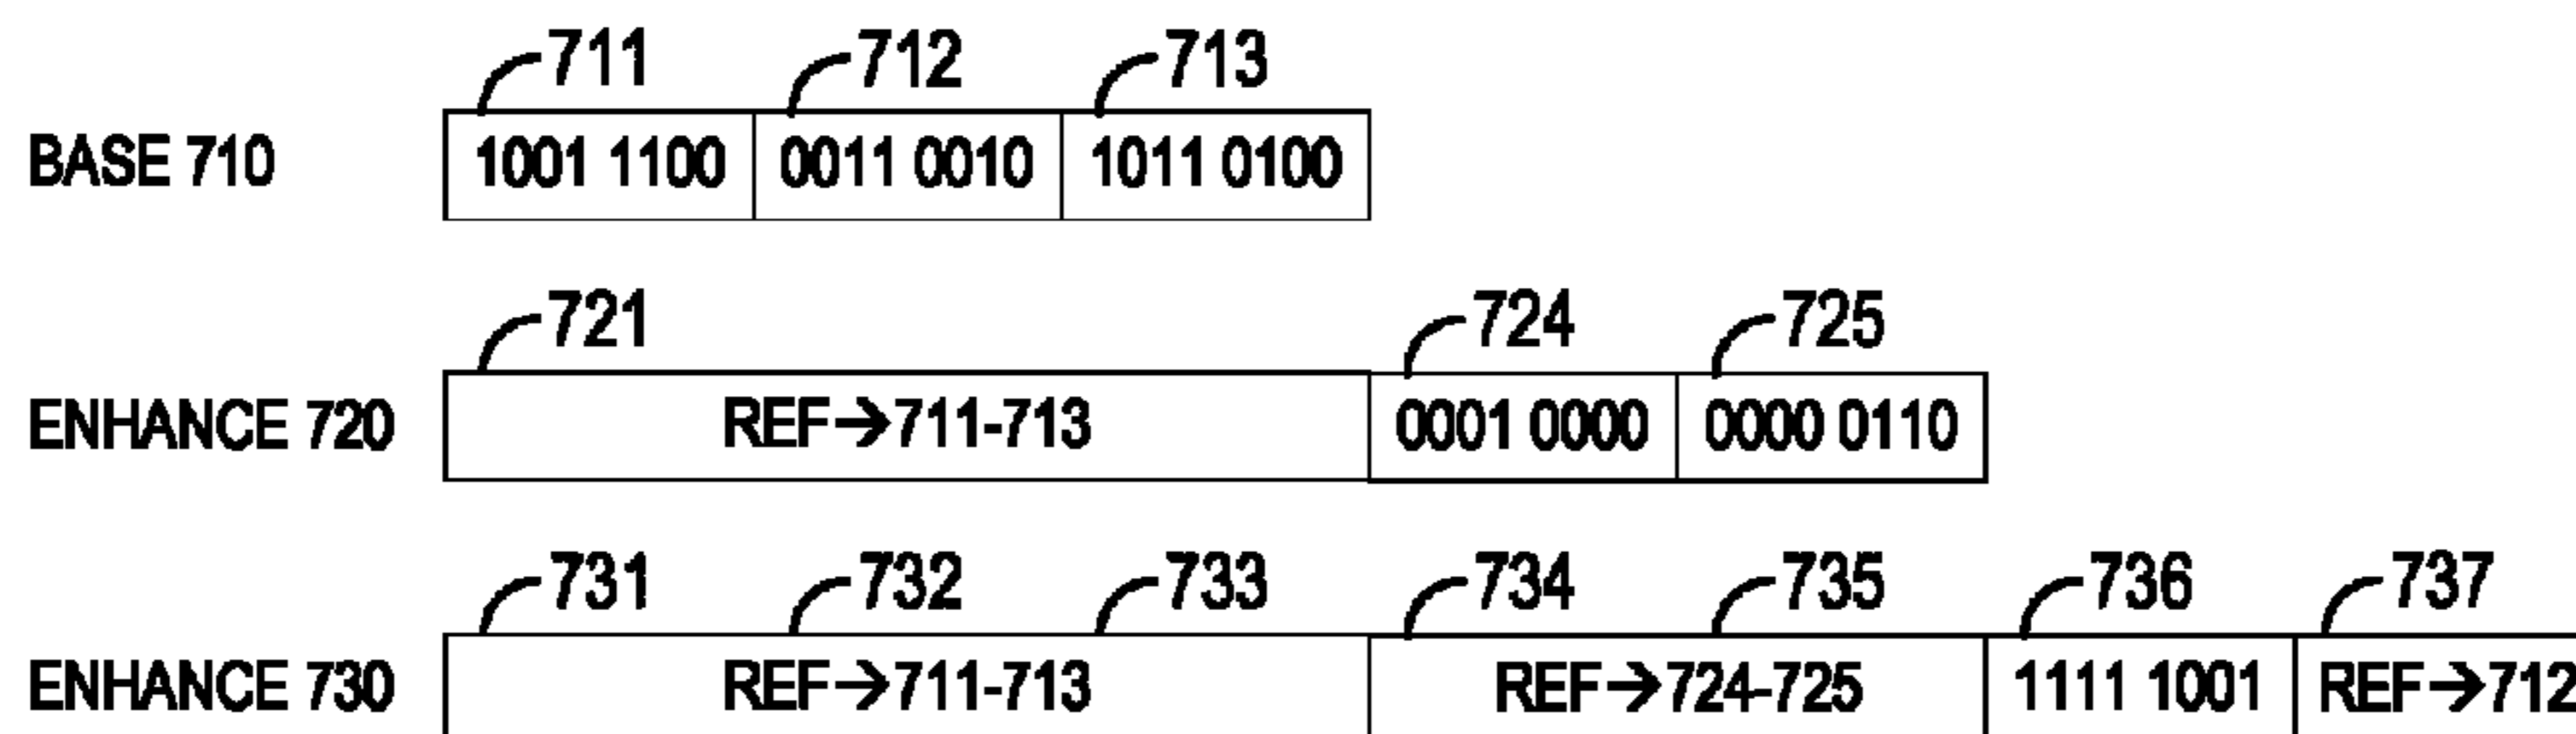 711 712 713
BASE 710 1001 1100 0011 0010 1011 0100
721 724 725
ENHANCE 720 REF→711-713 0001 0000 0000 0110
731 732 733 734 735 736 737
ENHANCE 730 REF→711-713 REF→724-725 1111 1001 REF→712